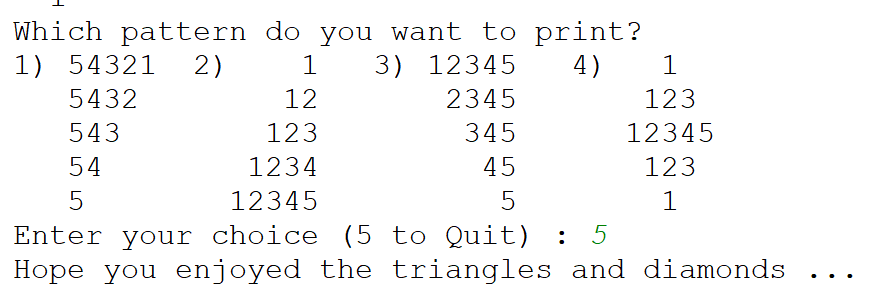 Which pattern do you want to print?
1) 54321  2)     1   3) 12345   4)    1
   5432         12       2345       123
   543         123        345      12345
   54         1234         45       123
   5         12345          5        1
Enter your choice (5 to Quit) : 5
Hope you enjoyed the triangles and diamonds ...